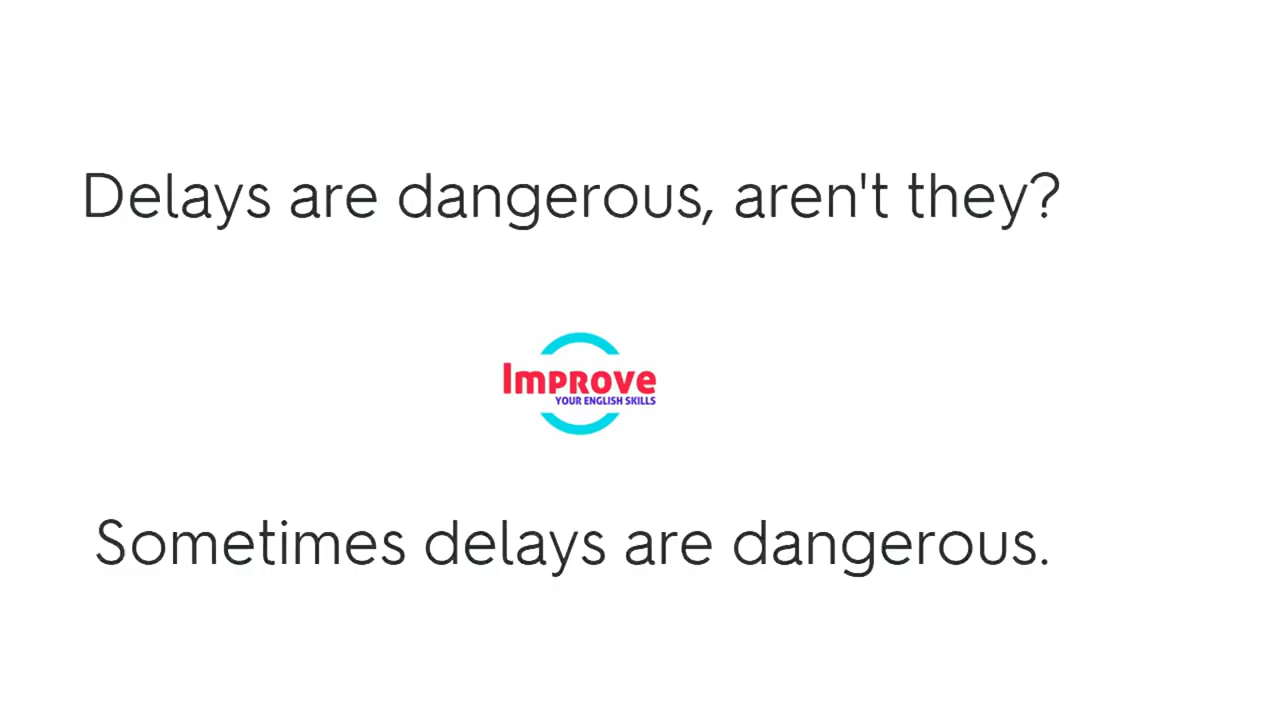 Delays are dangerous, aren't they?
Improve
YOUR ENGLISH SKILLS
Sometimes delays are dangerous.